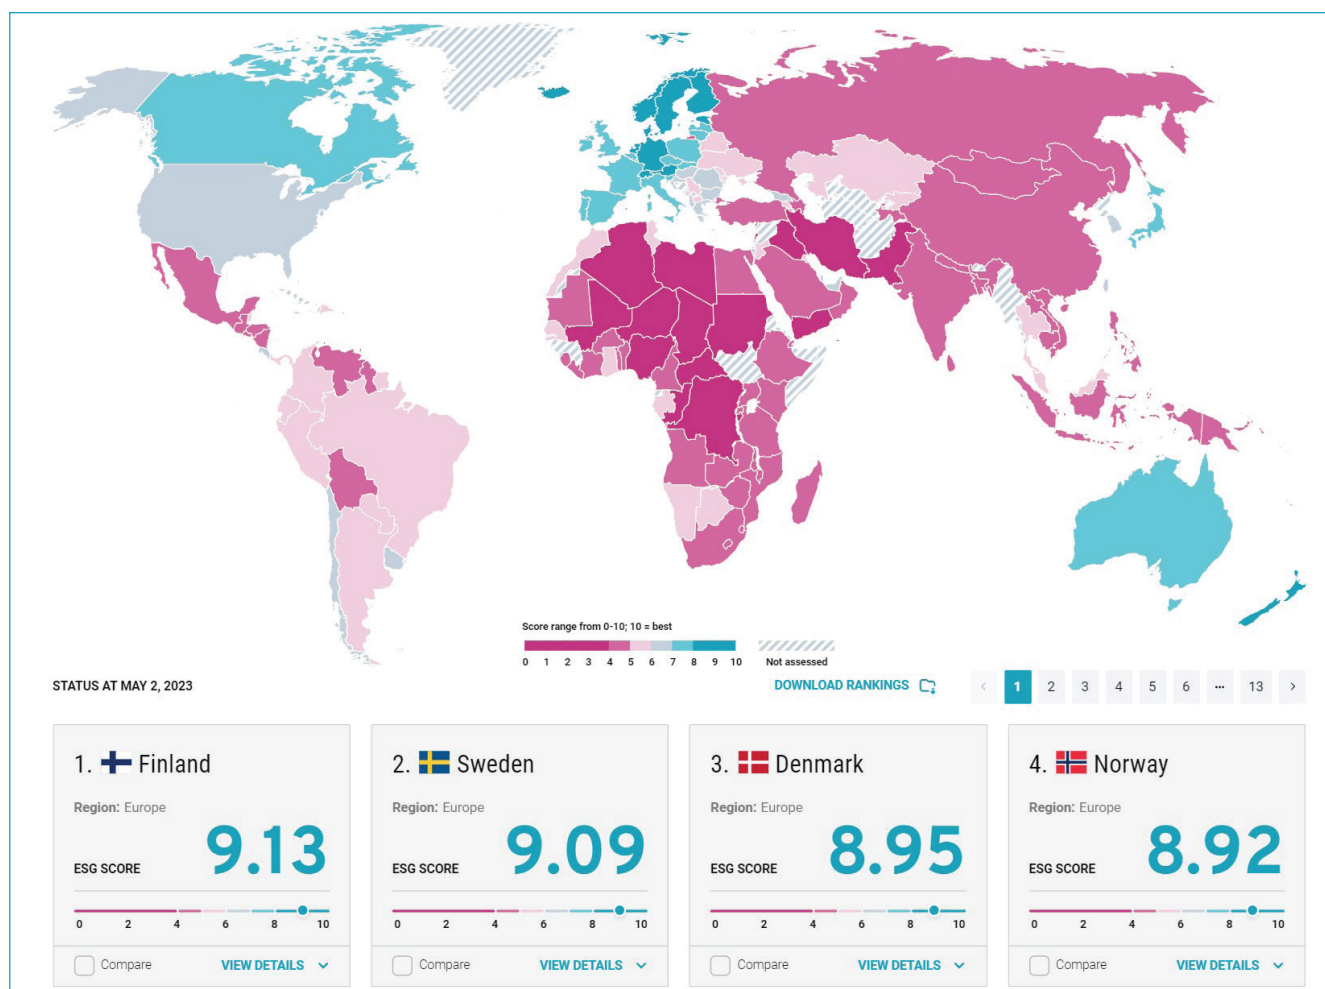 Score range from 0-10; 10 = best
0 1 2 3 4 5 6 7 8 9 10 Not assessed
STATUS AT MAY 2, 2023
DOWNLOAD RANKINGS
1 2 3 4 5 6 ... 13
1. Finland
Region: Europe
ESG SCORE 9.13
0 2 4 6 8 10
Compare VIEW DETAILS
2. Sweden
Region: Europe
ESG SCORE 9.09
0 2 4 6 8 10
Compare VIEW DETAILS
3. Denmark
Region: Europe
ESG SCORE 8.95
0 2 4 6 8 10
Compare VIEW DETAILS
4. Norway
Region: Europe
ESG SCORE 8.92
0 2 4 6 8 10
Compare VIEW DETAILS